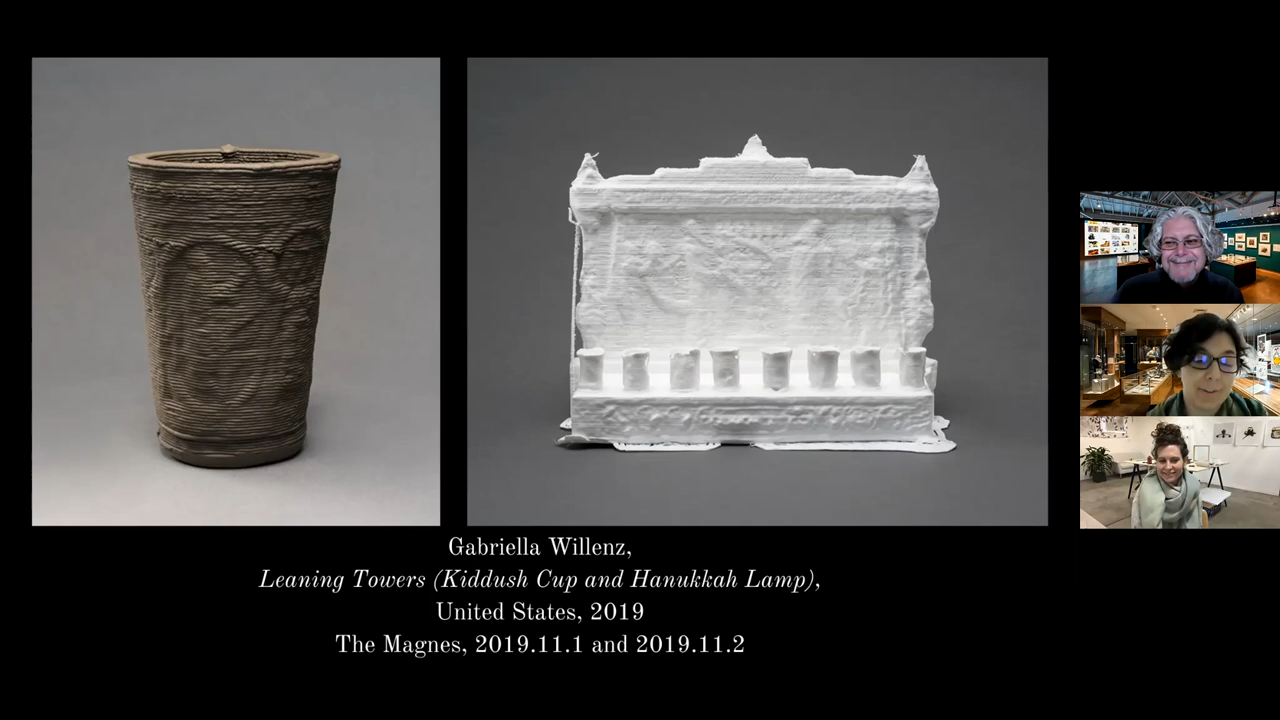 Gabriella Willenz,
Leaning Towers (Kiddush Cup and Hanukkah Lamp),
United States, 2019
The Magnes, 2019.11.1 and 2019.11.2